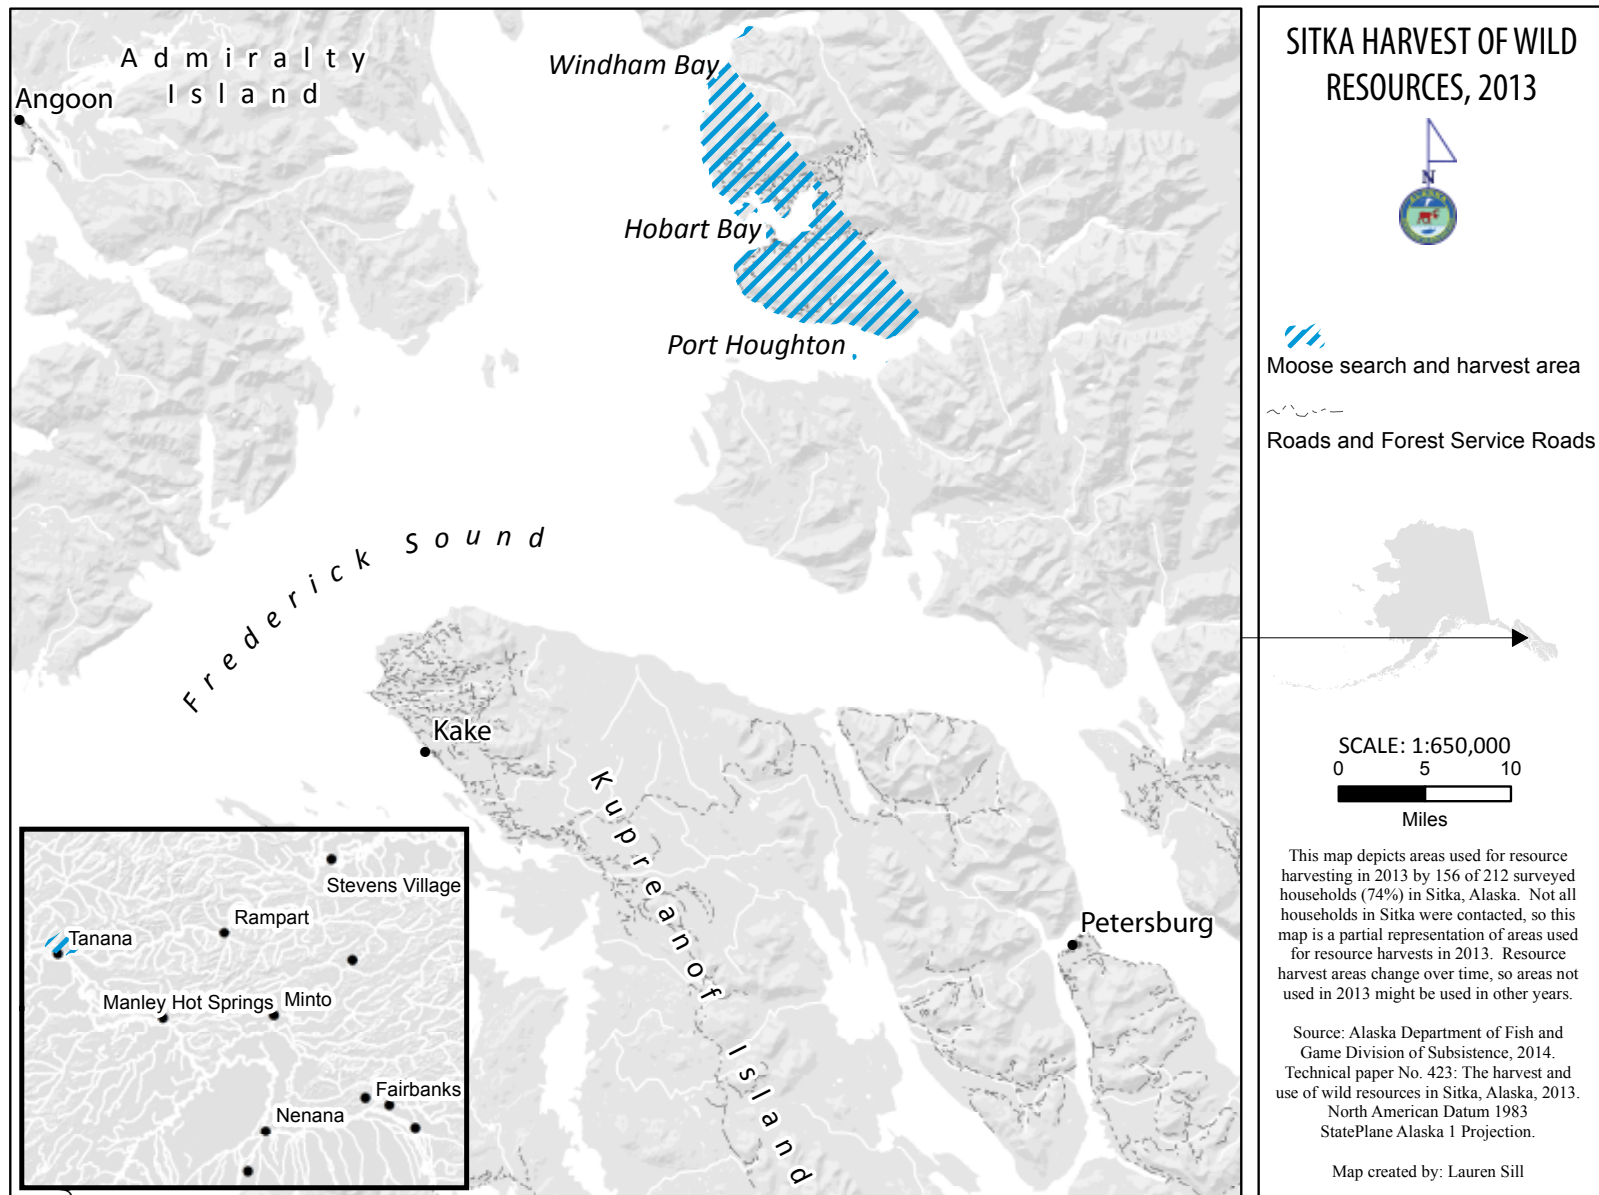 Admiralty
Island
Angoon
Windham Bay
Hobart Bay
Port Houghton
Frederick Sound
Kake
Kupreanof Island
Petersburg
Stevens Village
Rampart
Tanana
Manley Hot Springs
Minto
Fairbanks
Nenana
SITKA HARVEST OF WILD
RESOURCES, 2013
N
ALASKA
Moose search and harvest area
Roads and Forest Service Roads
SCALE: 1:650,000
0 5 10
Miles
This map depicts areas used for resource
harvesting in 2013 by 156 of 212 surveyed
households (74%) in Sitka, Alaska. Not all
households in Sitka were contacted, so this
map is a partial representation of areas used
for resource harvests in 2013. Resource
harvest areas change over time, so areas not
used in 2013 might be used in other years.
Source: Alaska Department of Fish and
Game Division of Subsistence, 2014.
Technical paper No. 423: The harvest and
use of wild resources in Sitka, Alaska, 2013.
North American Datum 1983
StatePlane Alaska 1 Projection.
Map created by: Lauren Sill